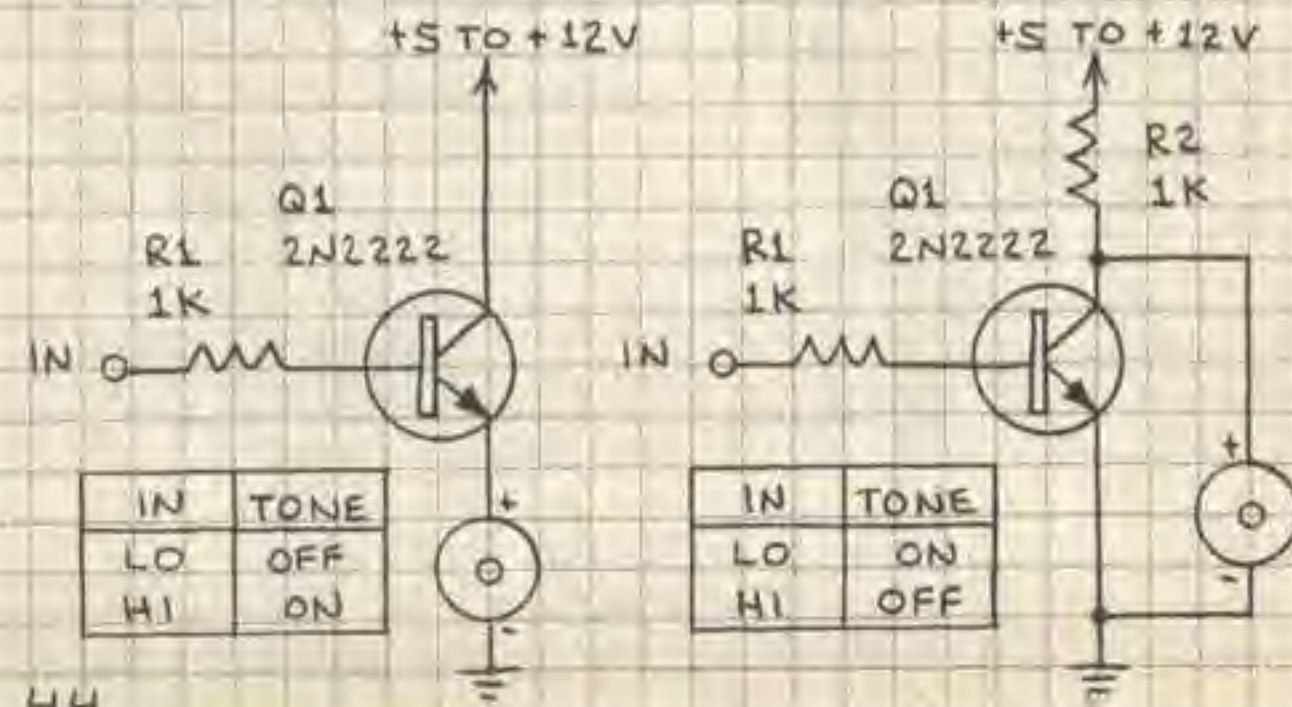 +5 TO +12V
Q1
2N2222
R1
1K
IN
+
-
IN TONE
LO OFF
HI ON
+5 TO +12V
R2
1K
Q1
2N2222
R1
1K
IN
+
-
IN TONE
LO ON
HI OFF
44